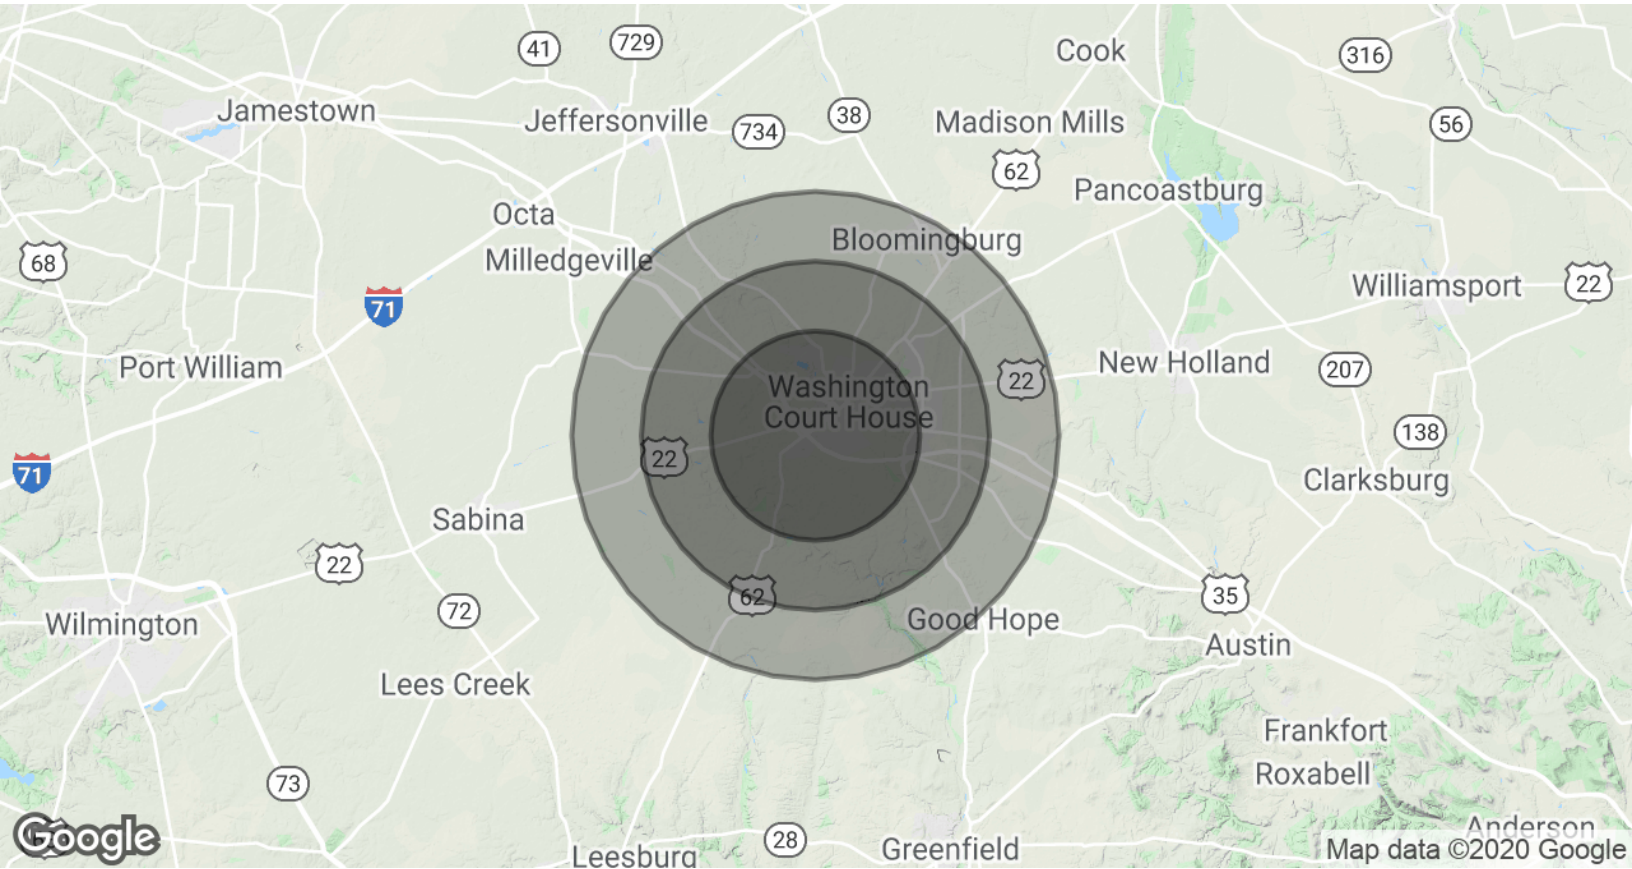 41
729
Cook
316
Jamestown
Jeffersonville
734
38
Madison Mills
56
62
Pancoastburg
Octa
Bloomingburg
68
Milledgeville
22
Williamsport
71
Port William
Washington
Court House
22
New Holland
207
138
71
22
Clarksburg
Sabina
22
72
62
35
Wilmington
Good Hope
Austin
Lees Creek
Frankfort
Roxabell
73
Google
28
Leesburg
Greenfield
Anderson
Map data ©2020 Google